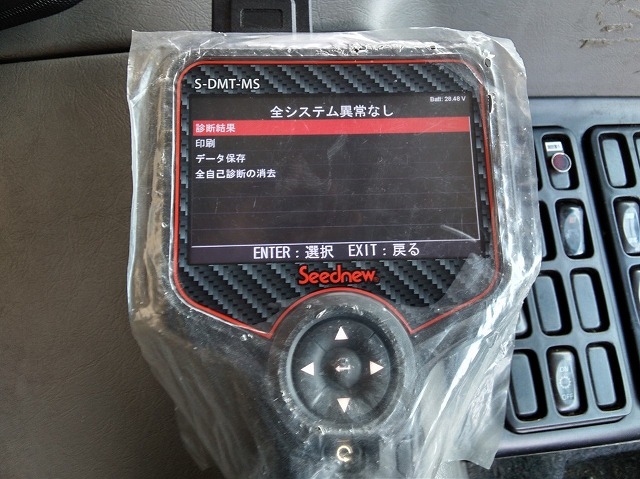 S-DMT-MS
Batt: 28.48 V
全システム異常なし
診断結果
印刷
データ保存
全自己診断の消去
ENTER：選択 EXIT：戻る
Seednew
OFF